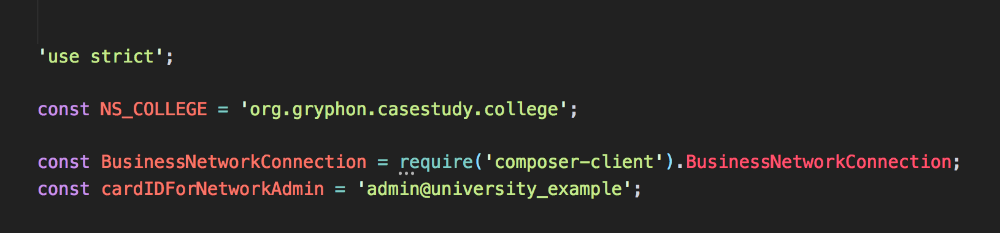 'use strict';
const NS_COLLEGE = 'org.gryphon.casestudy.college';
const BusinessNetworkConnection = require('composer-client').BusinessNetworkConnection;
const cardIDForNetworkAdmin = 'admin@university_example';